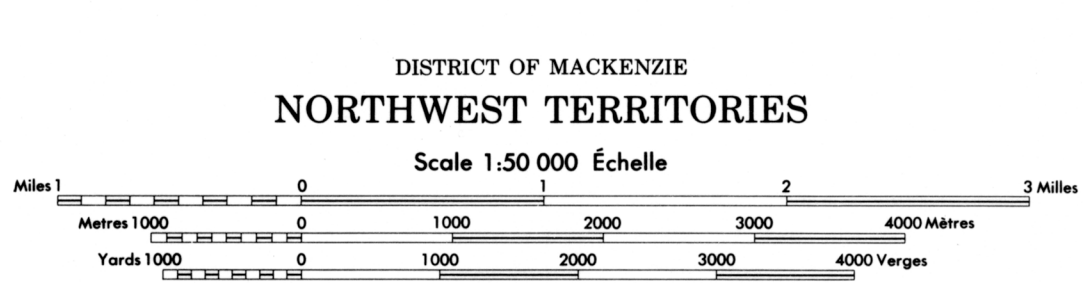 DISTRICT OF MACKENZIE
NORTHWEST TERRITORIES
Scale 1:50 000 Échelle
Miles 1 0 1 2 3 Milles
Metres 1000 0 1000 2000 3000 4000 Mètres
Yards 1000 0 1000 2000 3000 4000 Verges